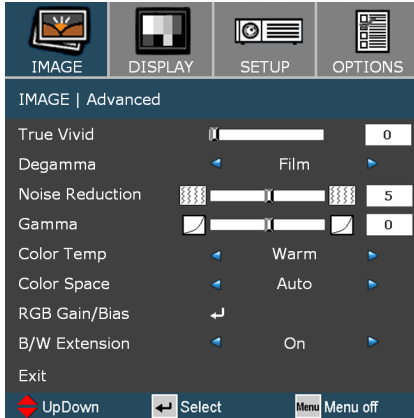 IMAGE DISPLAY SETUP OPTIONS
IMAGE | Advanced
True Vivid 0
Degamma Film
Noise Reduction 5
Gamma 0
Color Temp Warm
Color Space Auto
RGB Gain/Bias
B/W Extension On
Exit
UpDown Select Menu Menu off